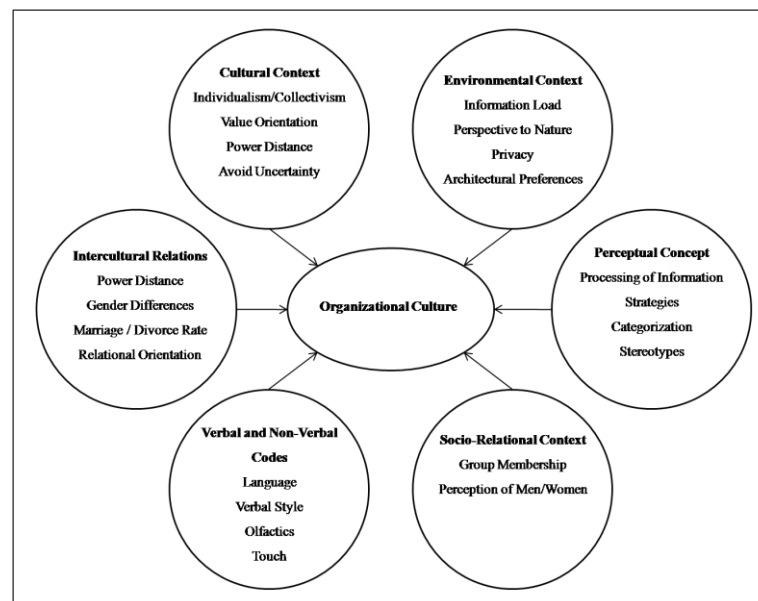 Cultural Context
Individualism/Collectivism
Value Orientation
Power Distance
Avoid Uncertainty
Environmental Context
Information Load
Perspective to Nature
Privacy
Architectural Preferences
Intercultural Relations
Power Distance
Gender Differences
Marriage / Divorce Rate
Relational Orientation
Organizational Culture
Perceptual Concept
Processing of Information
Strategies
Categorization
Stereotypes
Verbal and Non-Verbal
Codes
Language
Verbal Style
Olfactics
Touch
Socio-Relational Context
Group Membership
Perception of Men/Women